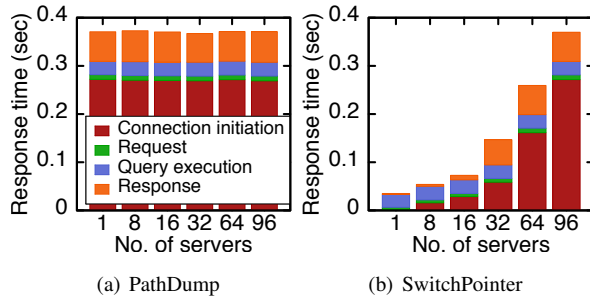 Response time (sec)
0.4
0.3
0.2
0.1
0
Connection initiation
Request
Query execution
Response
1 8 16 32 64 96
No. of servers
(a) PathDump
Response time (sec)
0.4
0.3
0.2
0.1
0
1 8 16 32 64 96
No. of servers
(b) SwitchPointer